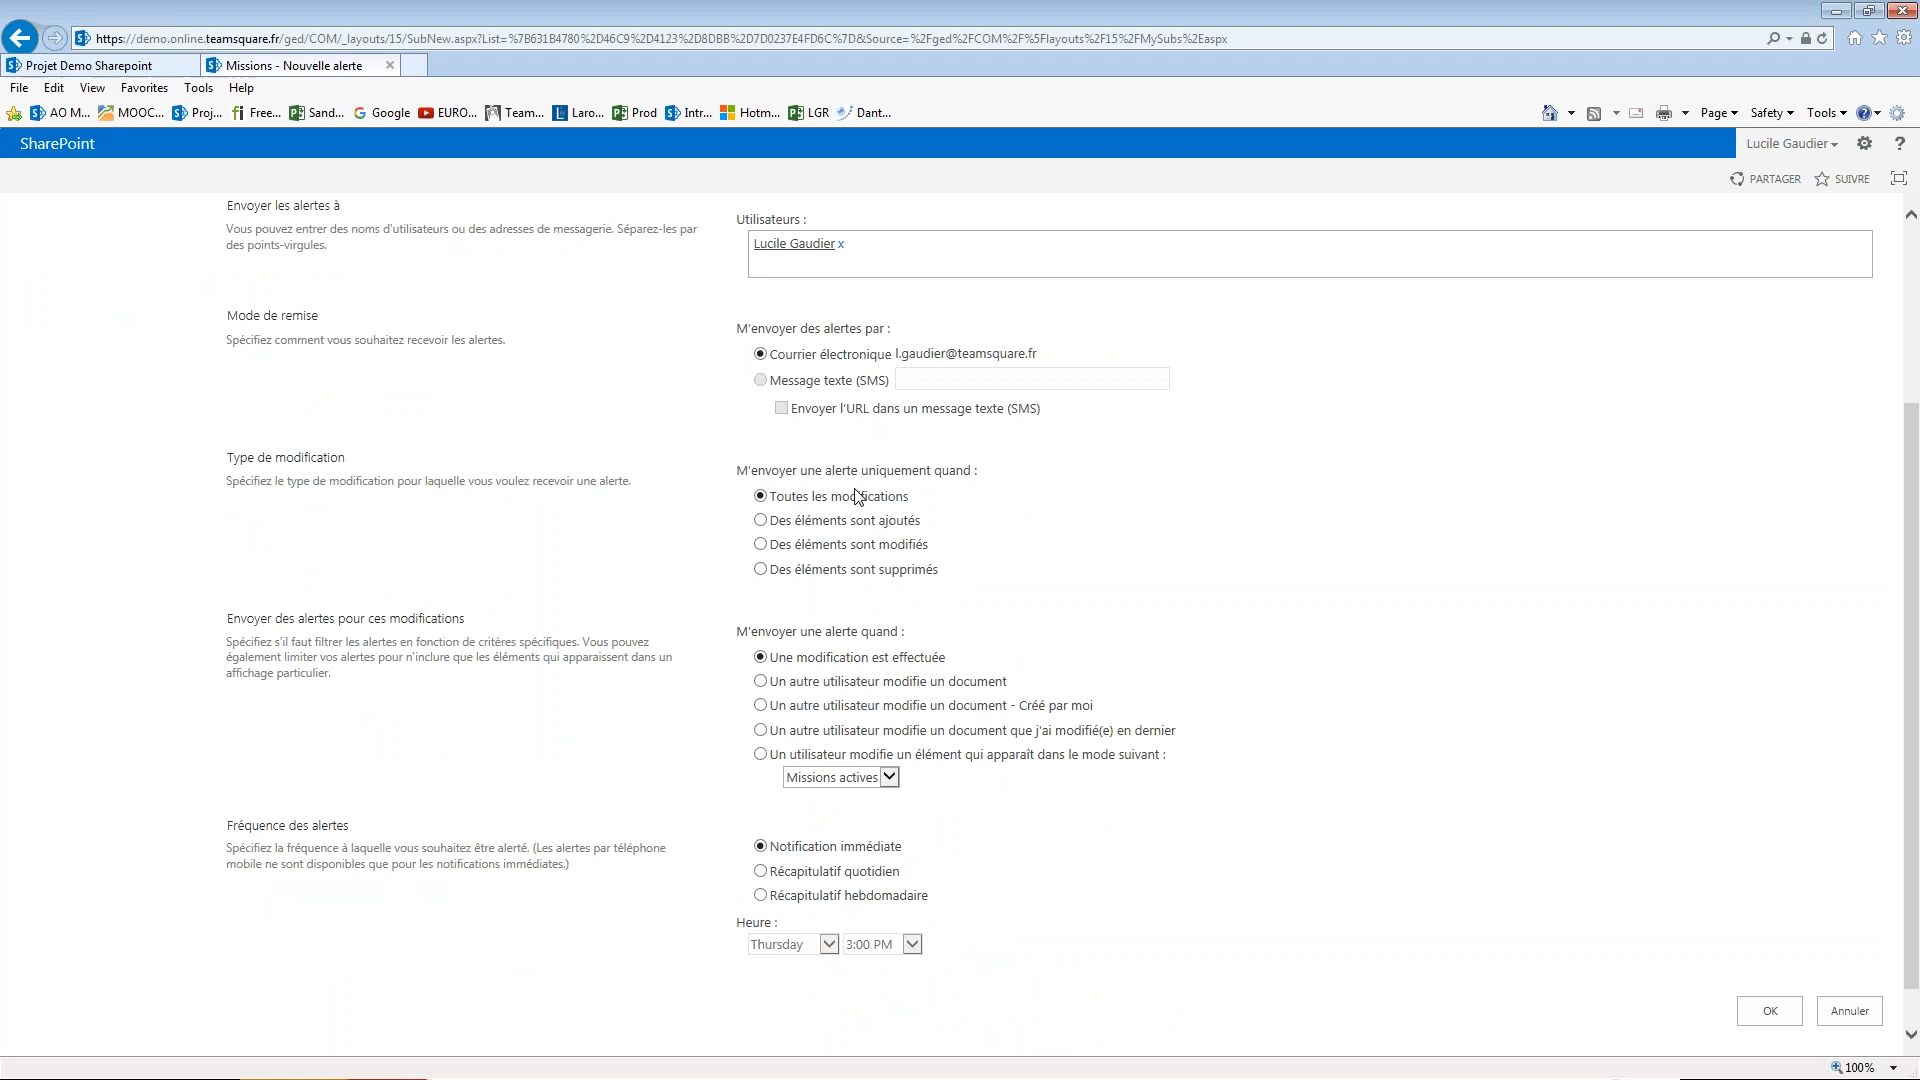 https://demo.online.teamsquare.fr/ged/COM/_layouts/15/SubNew.aspx?List=%7B631B4780%2D46C9%2D4123%2D8DBB%2D7D0237E4FD6C%7D&Source=%2Fged%2FCOM%2F%5Flayouts%2F15%2FMySubs%2Easpx
Projet Demo Sharepoint
Missions - Nouvelle alerte
File Edit View Favorites Tools Help
AO M... MOOC... Proj... Free... Sand... Google EURO... Team... Laro... Prod Intr... Hotm... LGR Dant...
Page Safety Tools
SharePoint
Lucile Gaudier
PARTAGER SUIVRE
Envoyer les alertes à
Vous pouvez entrer des noms d'utilisateurs ou des adresses de messagerie. Séparez-les par
des points-virgules.
Utilisateurs :
Lucile Gaudier x
Mode de remise
Spécifiez comment vous souhaitez recevoir les alertes.
M'envoyer des alertes par :
Courrier électronique l.gaudier@teamsquare.fr
Message texte (SMS)
Envoyer l'URL dans un message texte (SMS)
Type de modification
Spécifiez le type de modification pour laquelle vous voulez recevoir une alerte.
M'envoyer une alerte uniquement quand :
Toutes les modifications
Des éléments sont ajoutés
Des éléments sont modifiés
Des éléments sont supprimés
Envoyer des alertes pour ces modifications
Spécifiez s'il faut filtrer les alertes en fonction de critères spécifiques. Vous pouvez
également limiter vos alertes pour n'inclure que les éléments qui apparaissent dans un
affichage particulier.
M'envoyer une alerte quand :
Une modification est effectuée
Un autre utilisateur modifie un document
Un autre utilisateur modifie un document - Créé par moi
Un autre utilisateur modifie un document que j'ai modifié(e) en dernier
Un utilisateur modifie un élément qui apparaît dans le mode suivant :
Missions actives
Fréquence des alertes
Spécifiez la fréquence à laquelle vous souhaitez être alerté. (Les alertes par téléphone
mobile ne sont disponibles que pour les notifications immédiates.)
Notification immédiate
Récapitulatif quotidien
Récapitulatif hebdomadaire
Heure :
Thursday 3:00 PM
OK Annuler
100%